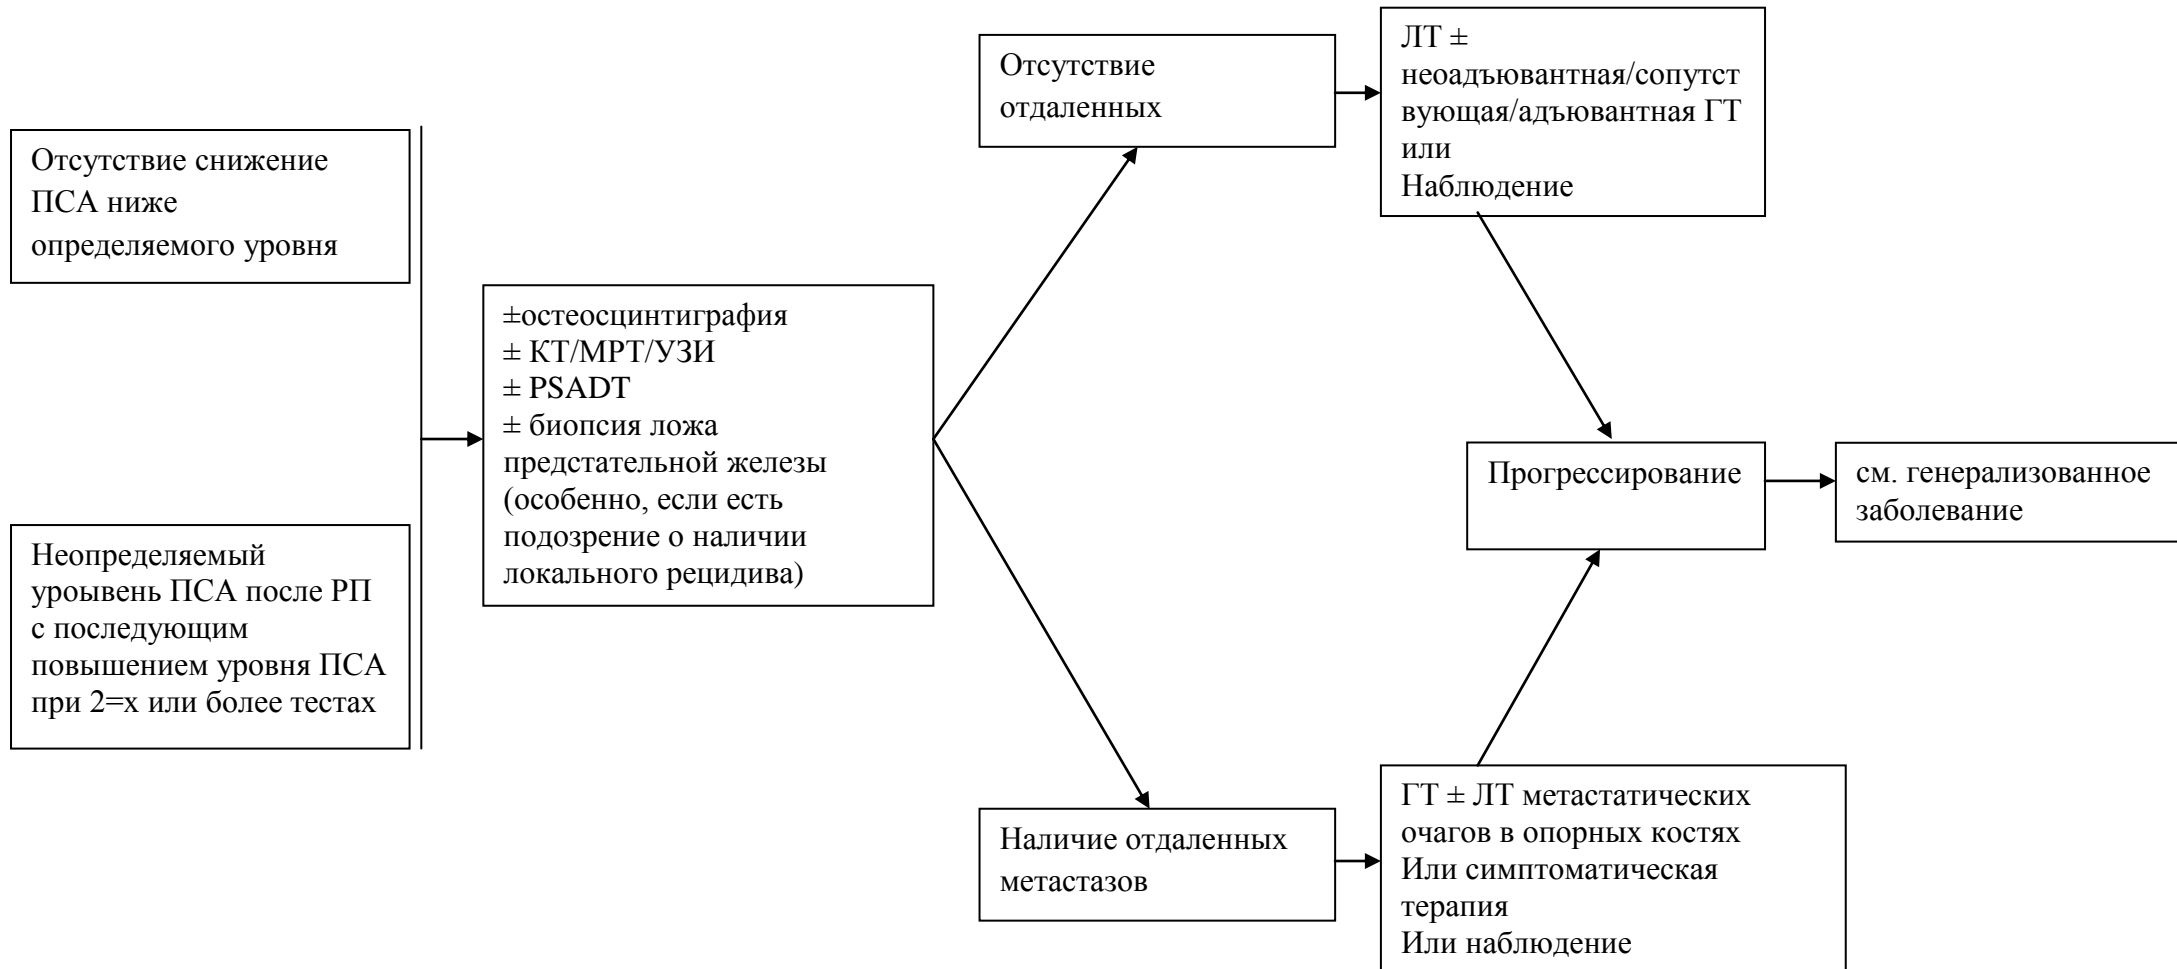 Отсутствие снижение
ПСА ниже
определяемого уровня
Неопределяемый
уроывень ПСА после РП
с последующим
повышением уровня ПСА
при 2=х или более тестах
±остеосцинтиграфия
± КТ/МРТ/УЗИ
± PSADT
± биопсия ложа
предстательной железы
(особенно, если есть
подозрение о наличии
локального рецидива)
Отсутствие
отдаленных
ЛТ ±
неоадъювантная/сопутст
вующая/адъювантная ГТ
или
Наблюдение
Наличие отдаленных
метастазов
ГТ ± ЛТ метастатических
очагов в опорных костях
Или симптоматическая
терапия
Или наблюдение
Прогрессирование
см. генерализованное
заболевание